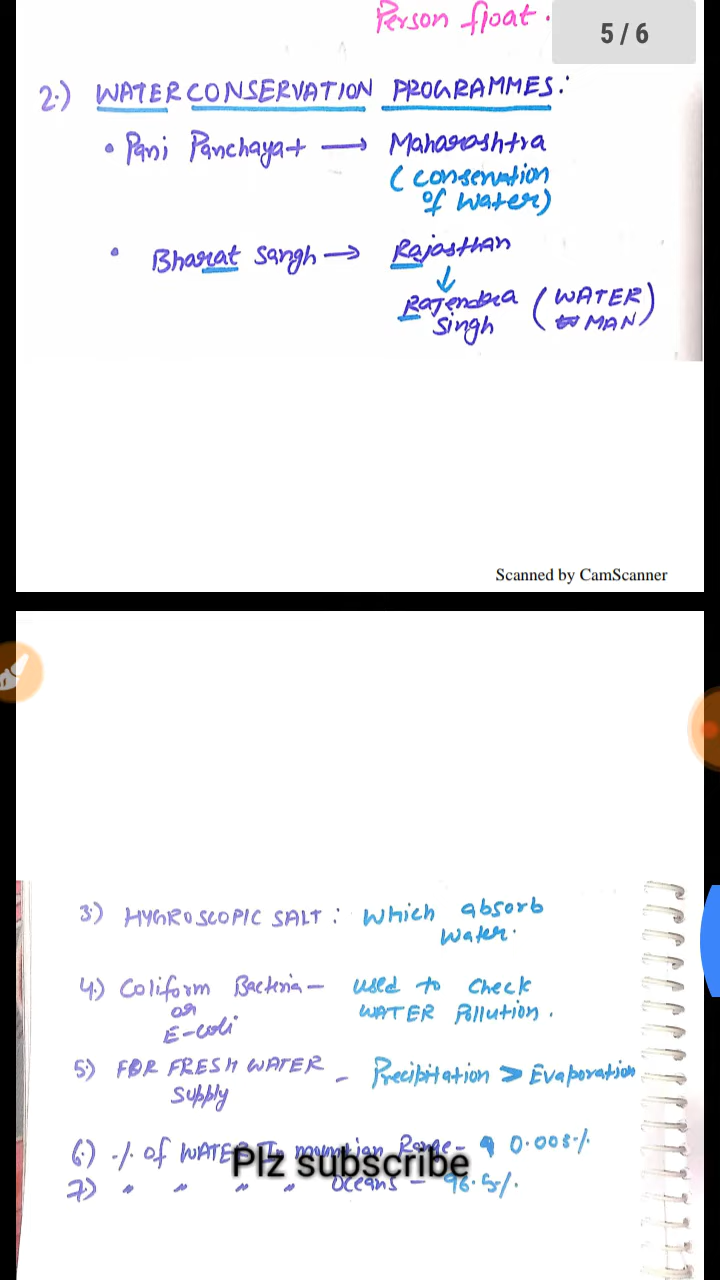 Person float.
5 / 6
2.) WATER CONSERVATION PROGRAMMES:
• Pani Panchayat → Maharashtra
(conservation
of water)
• Bharat Sangh → Rajasthan
↓
Rajendra (WATER
Singh MAN)
Scanned by CamScanner
3.) HYGROSCOPIC SALT : Which absorb
Water.
4.) Coliform Bacteria – used to check
or WATER Pollution.
E-coli
5.) FOR FRESH WATER – Precipitation > Evaporation
Supply
6.) -/. of WATER In Range – 0.005-/.
Plz subscribe
7.) " " " " Oceans – 96.5-/.